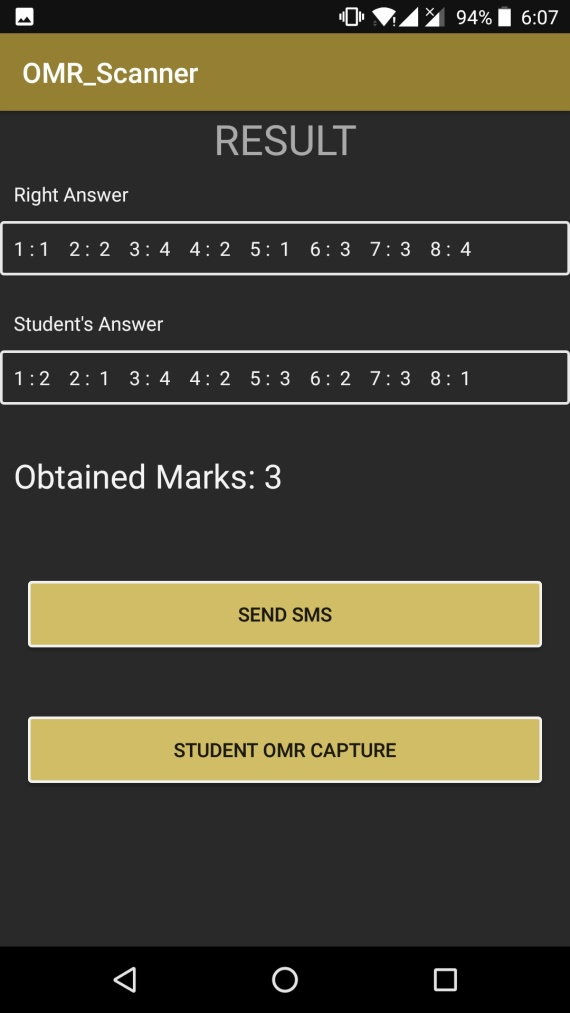 94% 6:07
OMR_Scanner
RESULT
Right Answer
1 : 1 2 : 2 3 : 4 4 : 2 5 : 1 6 : 3 7 : 3 8 : 4
Student's Answer
1 : 2 2 : 1 3 : 4 4 : 2 5 : 3 6 : 2 7 : 3 8 : 1
Obtained Marks: 3
SEND SMS
STUDENT OMR CAPTURE